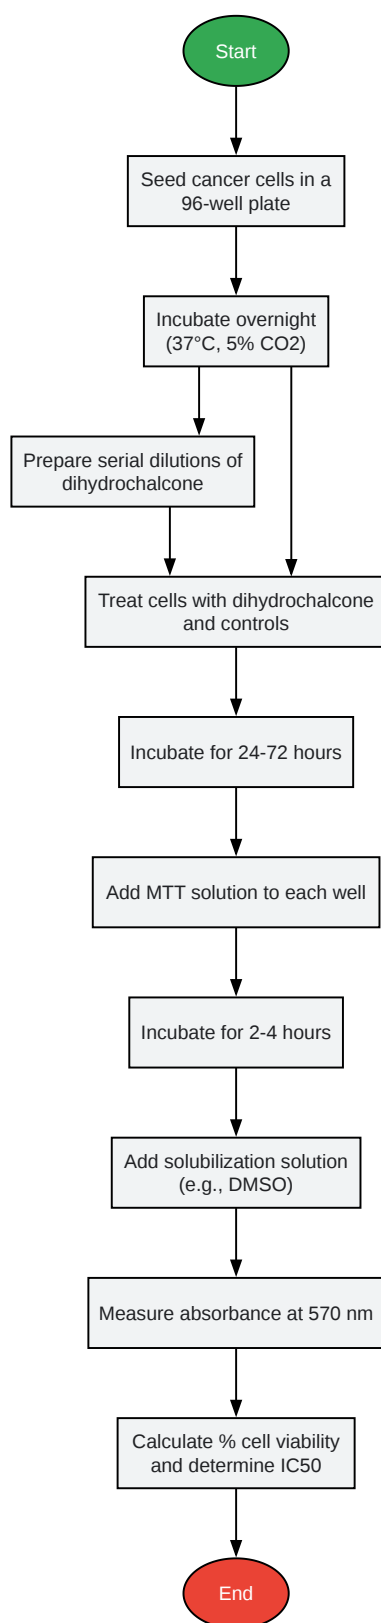 Start
Seed cancer cells in a
96-well plate
Incubate overnight
(37°C, 5% CO2)
Prepare serial dilutions of
dihydrochalcone
Treat cells with dihydrochalcone
and controls
Incubate for 24-72 hours
Add MTT solution to each well
Incubate for 2-4 hours
Add solubilization solution
(e.g., DMSO)
Measure absorbance at 570 nm
Calculate % cell viability
and determine IC50
End